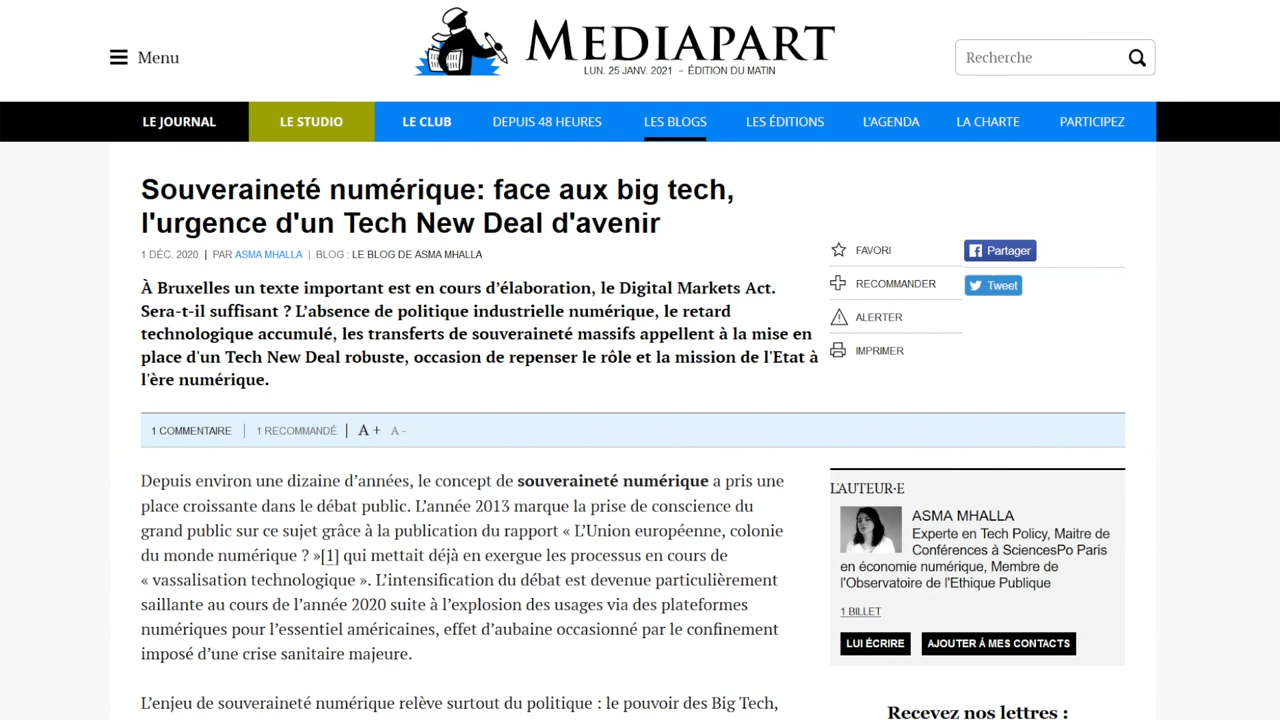 Menu
MEDIAPART
LUN. 25 JANV. 2021 – ÉDITION DU MATIN
Recherche
LE JOURNAL
LE STUDIO
LE CLUB
DEPUIS 48 HEURES
LES BLOGS
LES ÉDITIONS
L'AGENDA
LA CHARTE
PARTICIPEZ
Souveraineté numérique: face aux big tech,
l'urgence d'un Tech New Deal d'avenir
1 DÉC. 2020 | PAR ASMA MHALLA | BLOG : LE BLOG DE ASMA MHALLA
À Bruxelles un texte important est en cours d’élaboration, le Digital Markets Act.
Sera-t-il suffisant ? L’absence de politique industrielle numérique, le retard
technologique accumulé, les transferts de souveraineté massifs appellent à la mise en
place d'un Tech New Deal robuste, occasion de repenser le rôle et la mission de l'Etat à
l'ère numérique.
FAVORI
Partager
RECOMMANDER
Tweet
ALERTER
IMPRIMER
1 COMMENTAIRE | 1 RECOMMANDÉ | A + A -
Depuis environ une dizaine d’années, le concept de souveraineté numérique a pris une
place croissante dans le débat public. L’année 2013 marque la prise de conscience du
grand public sur ce sujet grâce à la publication du rapport « L’Union européenne, colonie
du monde numérique ? »[1] qui mettait déjà en exergue les processus en cours de
« vassalisation technologique ». L’intensification du débat est devenue particulièrement
saillante au cours de l’année 2020 suite à l’explosion des usages via des plateformes
numériques pour l’essentiel américaines, effet d’aubaine occasionné par le confinement
imposé d’une crise sanitaire majeure.
L’enjeu de souveraineté numérique relève surtout du politique : le pouvoir des Big Tech,
L'AUTEUR·E
ASMA MHALLA
Experte en Tech Policy, Maitre de
Conférences à SciencesPo Paris
en économie numérique, Membre de
l'Observatoire de l'Ethique Publique
1 BILLET
LUI ÉCRIRE
AJOUTER À MES CONTACTS
Recevez nos lettres :